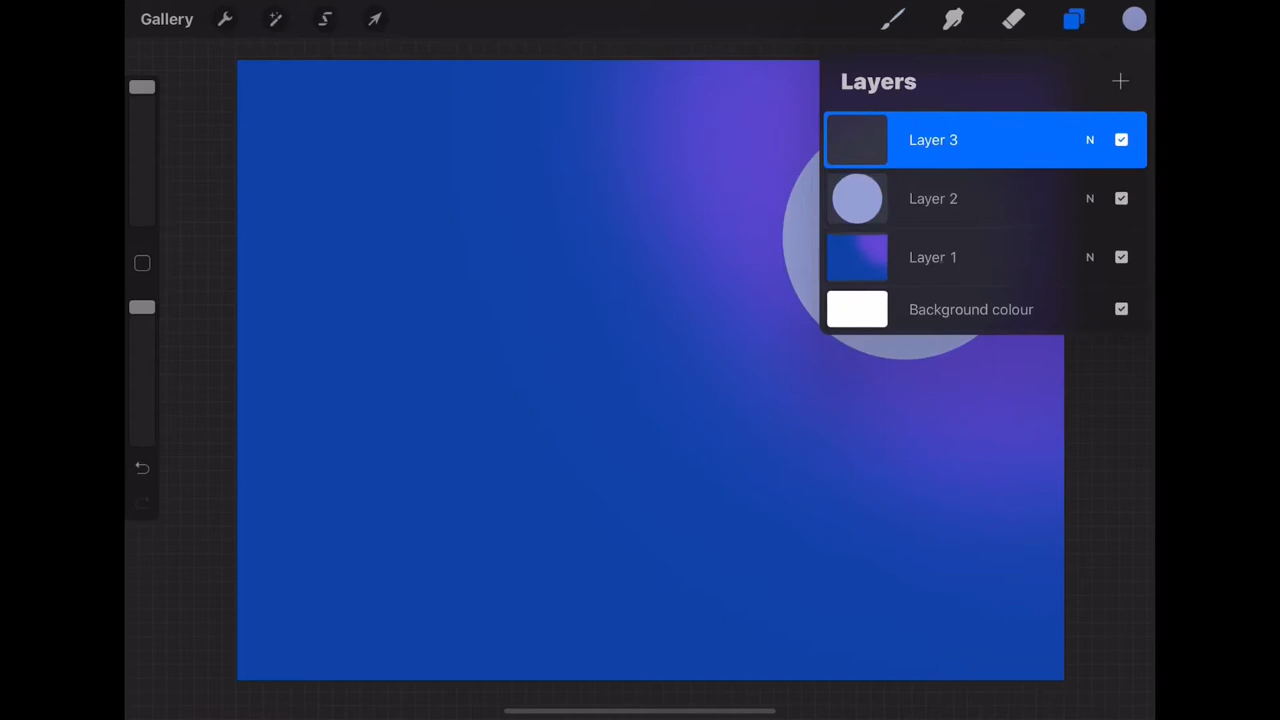 Gallery
Layers
Layer 3 N
Layer 2 N
Layer 1 N
Background colour